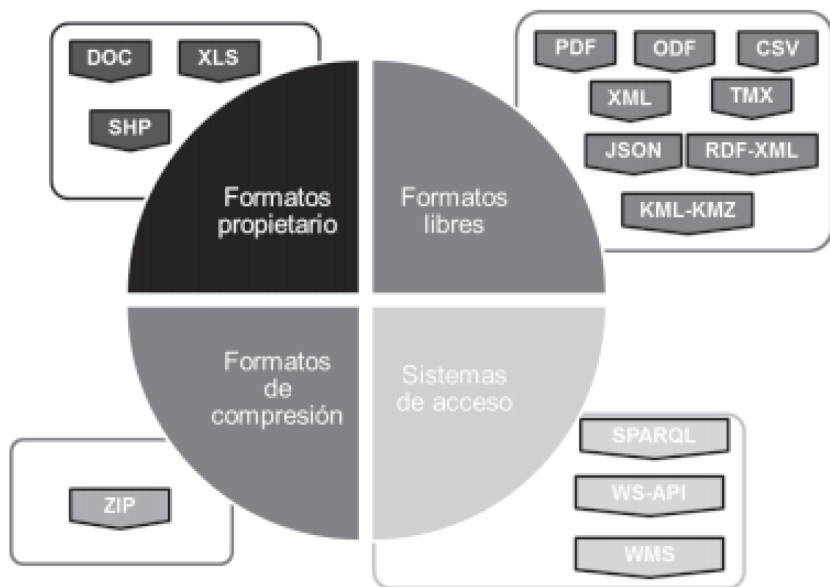 DOC XLS
SHP
Formatos
propietario
PDF ODF CSV
XML TMX
JSON RDF-XML
KML-KMZ
Formatos
libres
Formatos
de
compresión
ZIP
Sistemas
de acceso
SPARQL
WS-API
WMS